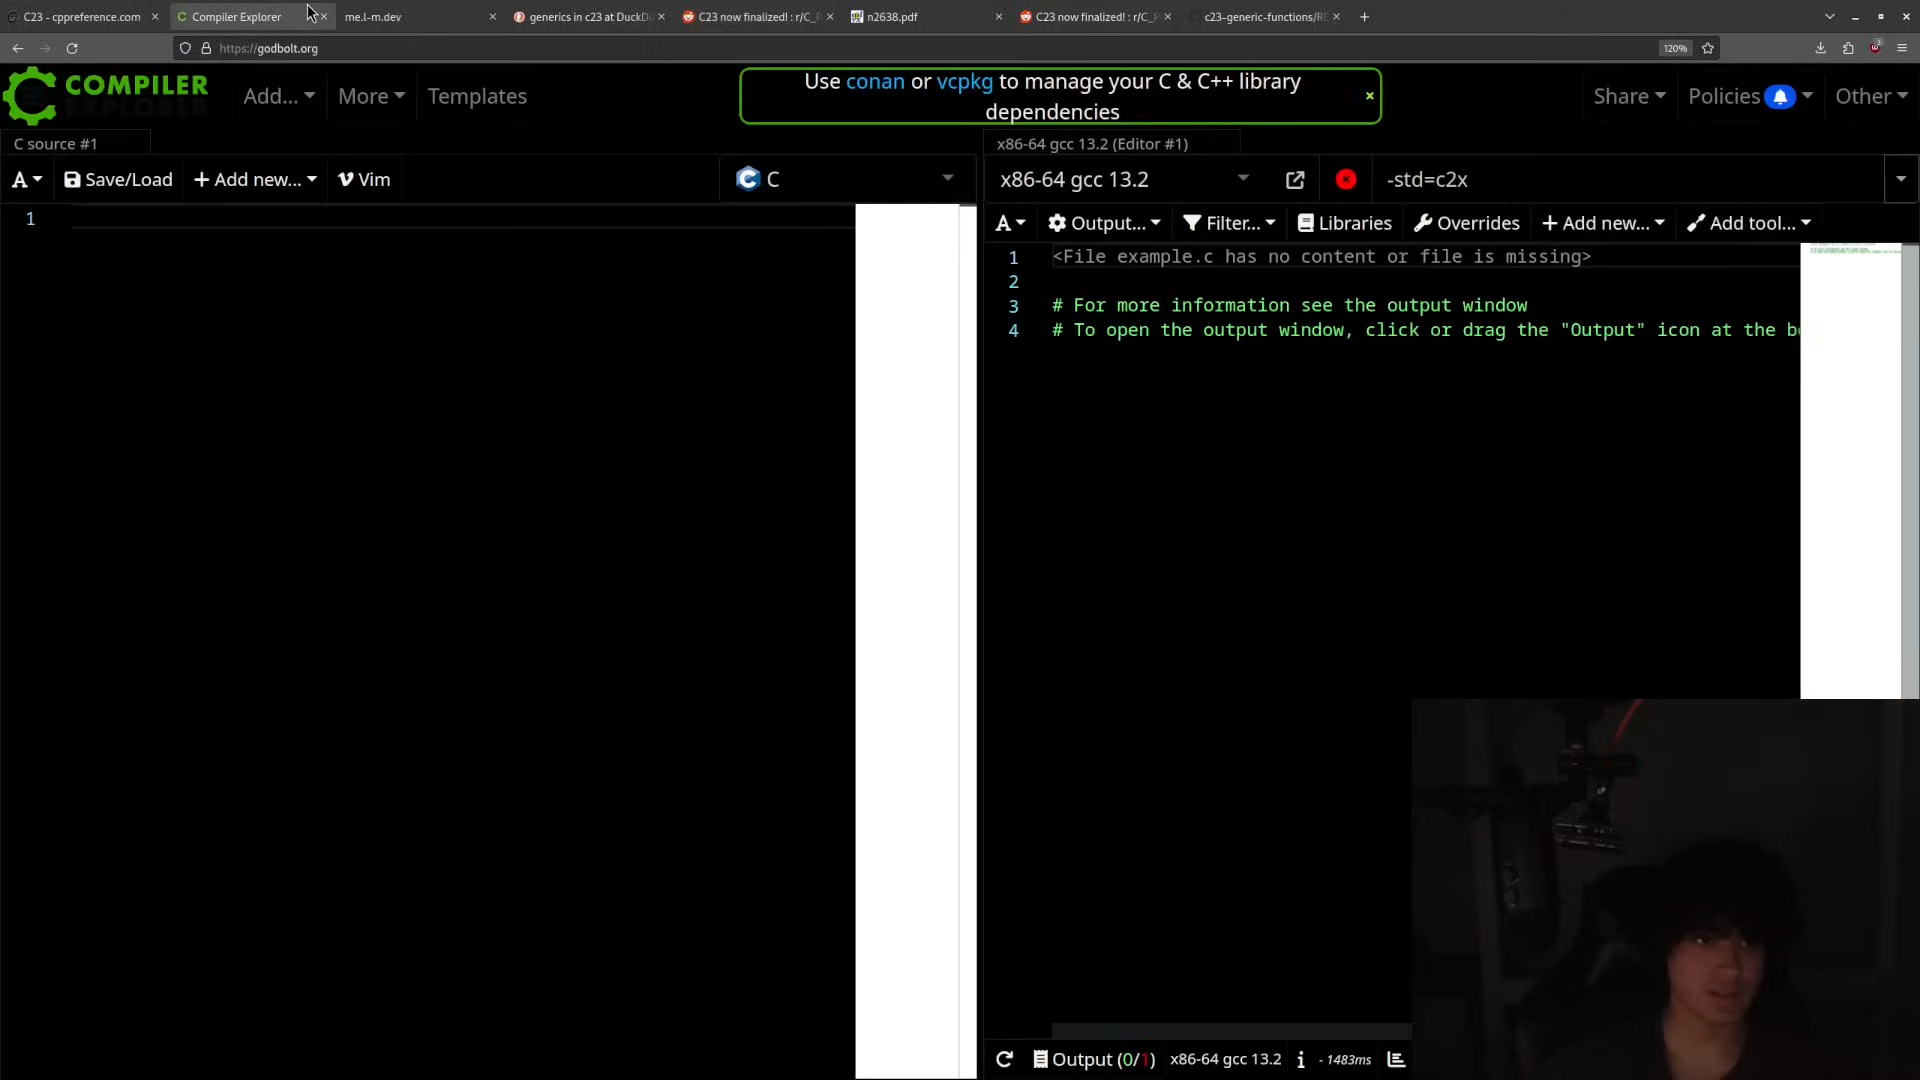 C23 - cppreference.com
Compiler Explorer
me.l-m.dev
generics in c23 at DuckDu
C23 now finalized! : r/C_P
n2638.pdf
C23 now finalized! : r/C_P
c23-generic-functions/RE
https://godbolt.org
120%
COMPILER
EXPLORER
Add...
More
Templates
Use conan or vcpkg to manage your C & C++ library
dependencies
×
Share
Policies
Other
C source #1
x86-64 gcc 13.2 (Editor #1)
A
Save/Load
+ Add new...
Vim
C
x86-64 gcc 13.2
-std=c2x
A
Output...
Filter...
Libraries
Overrides
+ Add new...
Add tool...
1
1 <File example.c has no content or file is missing>
2
3 # For more information see the output window
4 # To open the output window, click or drag the "Output" icon at the b
Output (0/1)
x86-64 gcc 13.2
i
- 1483ms